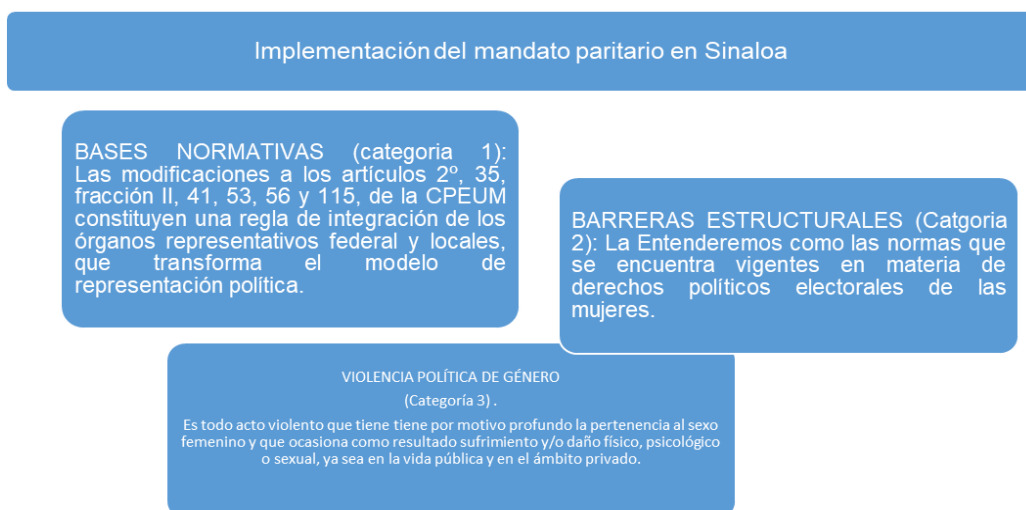 Implementación del mandato paritario en Sinaloa
BASES NORMATIVAS (categoria 1):
Las modificaciones a los artículos 2º, 35,
fracción II, 41, 53, 56 y 115, de la CPEUM
constituyen una regla de integración de los
órganos representativos federal y locales,
que transforma el modelo de
representación política.
BARRERAS ESTRUCTURALES (Catgoria
2): La Entenderemos como las normas que
se encuentra vigentes en materia de
derechos políticos electorales de las
mujeres.
VIOLENCIA POLÍTICA DE GÉNERO
(Categoría 3) .
Es todo acto violento que tiene tiene por motivo profundo la pertenencia al sexo
femenino y que ocasiona como resultado sufrimiento y/o daño físico, psicológico
o sexual, ya sea en la vida pública y en el ámbito privado.